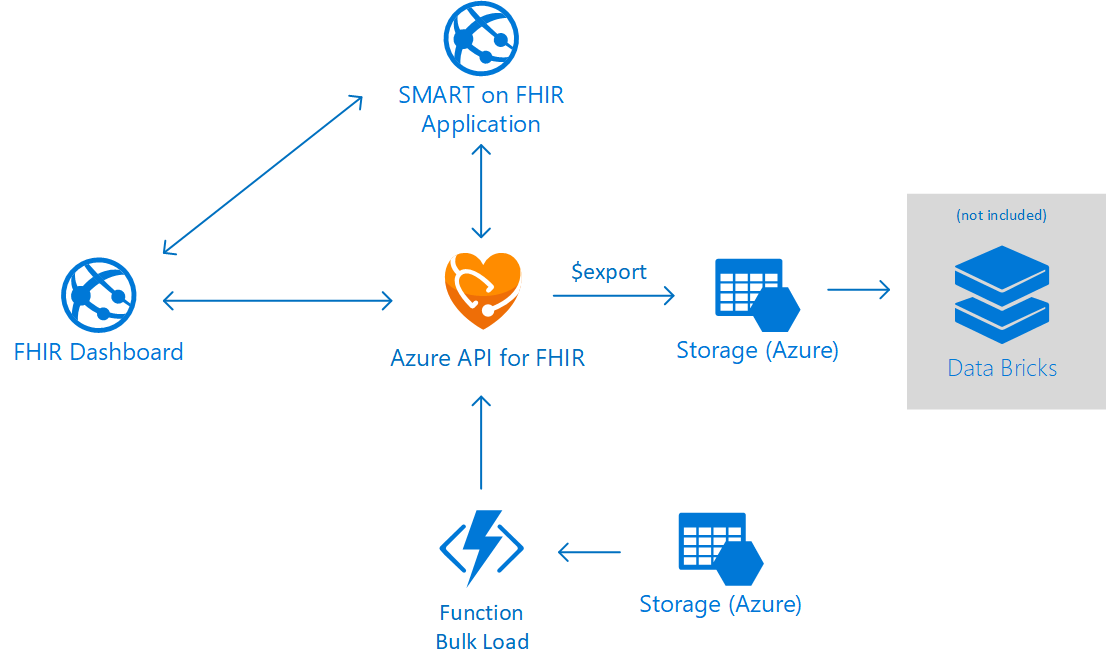 SMART on FHIR
Application
(not included)
$export
FHIR Dashboard
Azure API for FHIR
Storage (Azure)
Data Bricks
Function
Bulk Load
Storage (Azure)